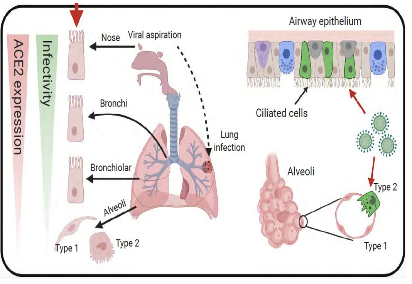 ACE2 expression
Infectivity
Nose
Viral aspiration
Bronchi
Bronchiolar
Alveoli
Type 1
Type 2
Lung
infection
Airway epithelium
Ciliated cells
Alveoli
Type 2
Type 1